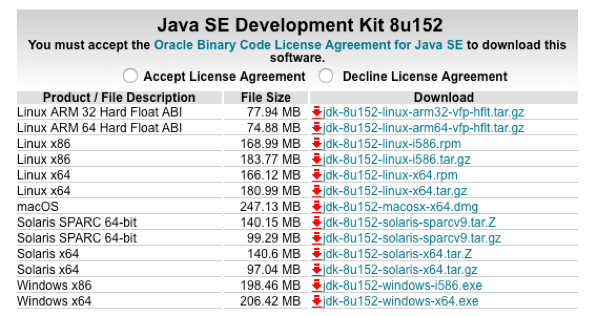 Java SE Development Kit 8u152
You must accept the Oracle Binary Code License Agreement for Java SE to download this
software.
Accept License Agreement Decline License Agreement
Product / File Description File Size Download
Linux ARM 32 Hard Float ABI 77.94 MB jdk-8u152-linux-arm32-vfp-hflt.tar.gz
Linux ARM 64 Hard Float ABI 74.88 MB jdk-8u152-linux-arm64-vfp-hflt.tar.gz
Linux x86 168.99 MB jdk-8u152-linux-i586.rpm
Linux x86 183.77 MB jdk-8u152-linux-i586.tar.gz
Linux x64 166.12 MB jdk-8u152-linux-x64.rpm
Linux x64 180.99 MB jdk-8u152-linux-x64.tar.gz
macOS 247.13 MB jdk-8u152-macosx-x64.dmg
Solaris SPARC 64-bit 140.15 MB jdk-8u152-solaris-sparcv9.tar.Z
Solaris SPARC 64-bit 99.29 MB jdk-8u152-solaris-sparcv9.tar.gz
Solaris x64 140.6 MB jdk-8u152-solaris-x64.tar.Z
Solaris x64 97.04 MB jdk-8u152-solaris-x64.tar.gz
Windows x86 198.46 MB jdk-8u152-windows-i586.exe
Windows x64 206.42 MB jdk-8u152-windows-x64.exe